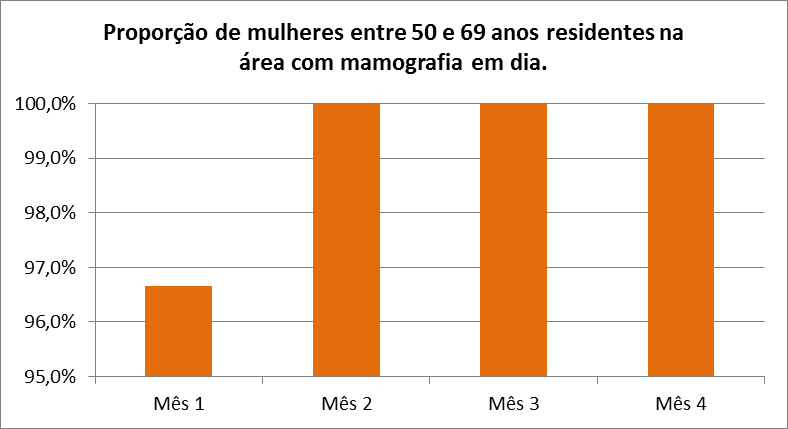 Proporção de mulheres entre 50 e 69 anos residentes na
área com mamografia em dia.
100,0%
99,0%
98,0%
97,0%
96,0%
95,0%
Mês 1
Mês 2
Mês 3
Mês 4